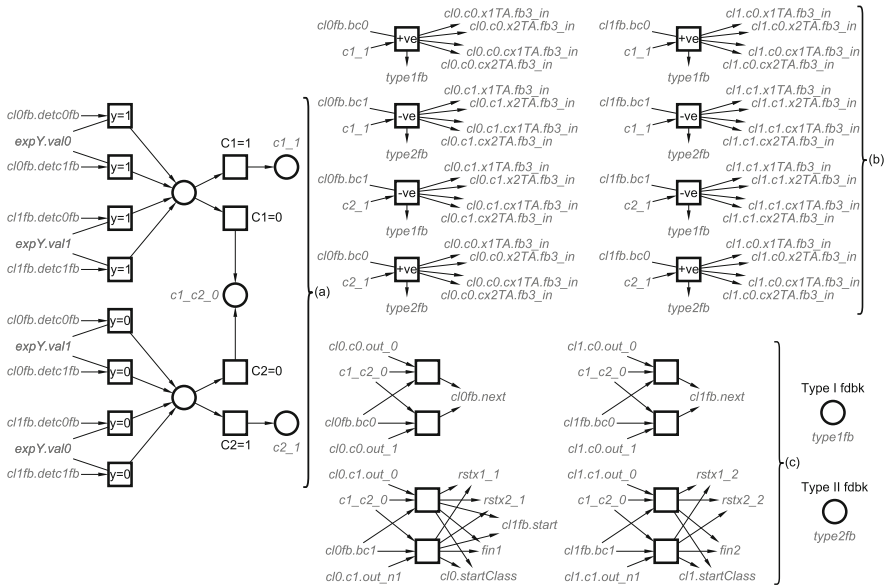 cl0fb.detc0fb
y=1
expY.val0
cl0fb.detc1fb
y=1
cl1fb.detc0fb
y=1
expY.val1
cl1fb.detc1fb
y=1
C1=1
c1_1
C1=0
c1_c2_0
cl0fb.detc0fb
y=0
expY.val1
cl0fb.detc1fb
y=0
cl1fb.detc0fb
y=0
expY.val0
cl1fb.detc1fb
y=0
C2=0
C2=1
c2_1
(a)
cl0fb.bc0
c1_1
+ve
type1fb
cl0.c0.x1TA.fb3_in
cl0.c0.x2TA.fb3_in
cl0.c0.cx1TA.fb3_in
cl0.c0.cx2TA.fb3_in
cl1fb.bc0
c1_1
+ve
type1fb
cl1.c0.x1TA.fb3_in
cl1.c0.x2TA.fb3_in
cl1.c0.cx1TA.fb3_in
cl1.c0.cx2TA.fb3_in
cl0fb.bc1
c1_1
-ve
type2fb
cl0.c1.x1TA.fb3_in
cl0.c1.x2TA.fb3_in
cl0.c1.cx1TA.fb3_in
cl0.c1.cx2TA.fb3_in
cl1fb.bc1
c1_1
-ve
type2fb
cl1.c1.x1TA.fb3_in
cl1.c1.x2TA.fb3_in
cl1.c1.cx1TA.fb3_in
cl1.c1.cx2TA.fb3_in
cl0fb.bc1
c2_1
-ve
type1fb
cl0.c1.x1TA.fb3_in
cl0.c1.x2TA.fb3_in
cl0.c1.cx1TA.fb3_in
cl0.c1.cx2TA.fb3_in
cl1fb.bc1
c2_1
-ve
type1fb
cl1.c1.x1TA.fb3_in
cl1.c1.x2TA.fb3_in
cl1.c1.cx1TA.fb3_in
cl1.c1.cx2TA.fb3_in
cl0fb.bc0
c2_1
+ve
type2fb
cl0.c0.x1TA.fb3_in
cl0.c0.x2TA.fb3_in
cl0.c0.cx1TA.fb3_in
cl0.c0.cx2TA.fb3_in
cl1fb.bc0
c2_1
+ve
type2fb
cl1.c0.x1TA.fb3_in
cl1.c0.x2TA.fb3_in
cl1.c0.cx1TA.fb3_in
cl1.c0.cx2TA.fb3_in
(b)
cl0.c0.out_0
c1_c2_0
cl0fb.bc0
cl0.c0.out_1
cl0fb.next
cl1.c0.out_0
c1_c2_0
cl1fb.bc0
cl1.c0.out_1
cl1fb.next
cl0.c1.out_0
c1_c2_0
cl0fb.bc1
cl0.c1.out_n1
rstx1_1
rstx2_1
cl1fb.start
fin1
cl0.startClass
cl1.c1.out_0
c1_c2_0
cl1fb.bc1
cl1.c1.out_n1
rstx1_2
rstx2_2
fin2
cl1.startClass
(c)
Type I fdbk
type1fb
Type II fdbk
type2fb